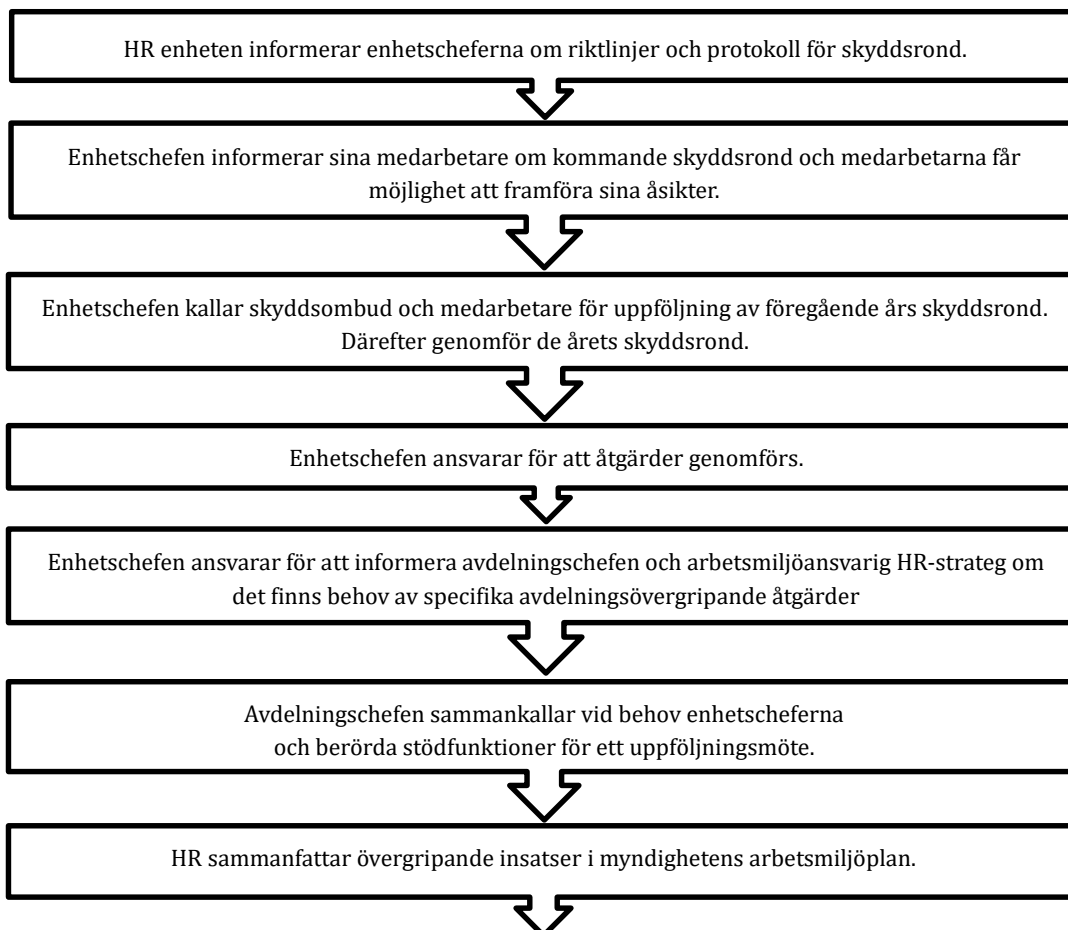 HR enheten informerar enhetscheferna om riktlinjer och protokoll för skyddsrond.
Enhetschefen informerar sina medarbetare om kommande skyddsrond och medarbetarna får
möjlighet att framföra sina åsikter.
Enhetschefen kallar skyddsombud och medarbetare för uppföljning av föregående års skyddsrond.
Därefter genomför de årets skyddsrond.
Enhetschefen ansvarar för att åtgärder genomförs.
Enhetschefen ansvarar för att informera avdelningschefen och arbetsmiljöansvarig HR-strateg om
det finns behov av specifika avdelningsövergripande åtgärder
Avdelningschefen sammankallar vid behov enhetscheferna
och berörda stödfunktioner för ett uppföljningsmöte.
HR sammanfattar övergripande insatser i myndighetens arbetsmiljöplan.